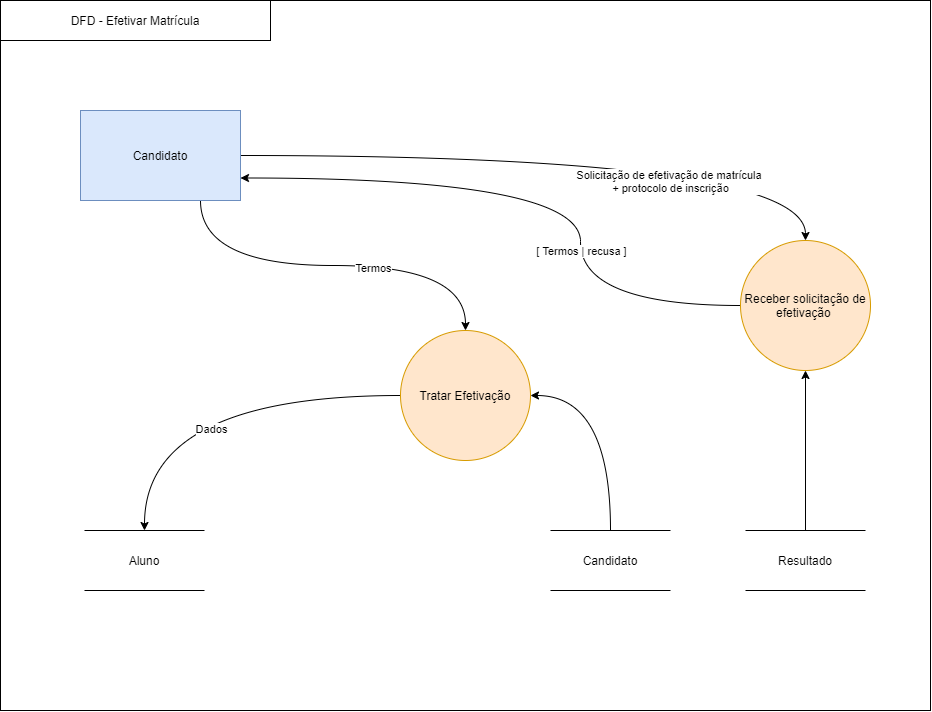 DFD - Efetivar Matrícula
Candidato
Solicitação de efetivação de matrícula
+ protocolo de inscrição
[ Termos | recusa ]
Termos
Receber solicitação de
efetivação
Tratar Efetivação
Dados
Aluno
Candidato
Resultado